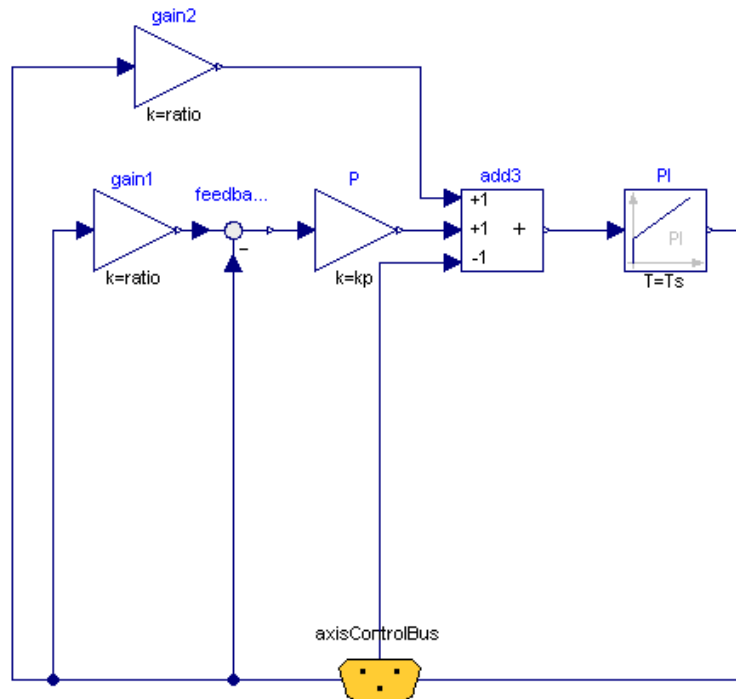 gain2
k=ratio
gain1
feedba...
P
add3
PI
+1
+1
+
-1
-
PI
k=ratio
k=kp
T=Ts
axisControlBus